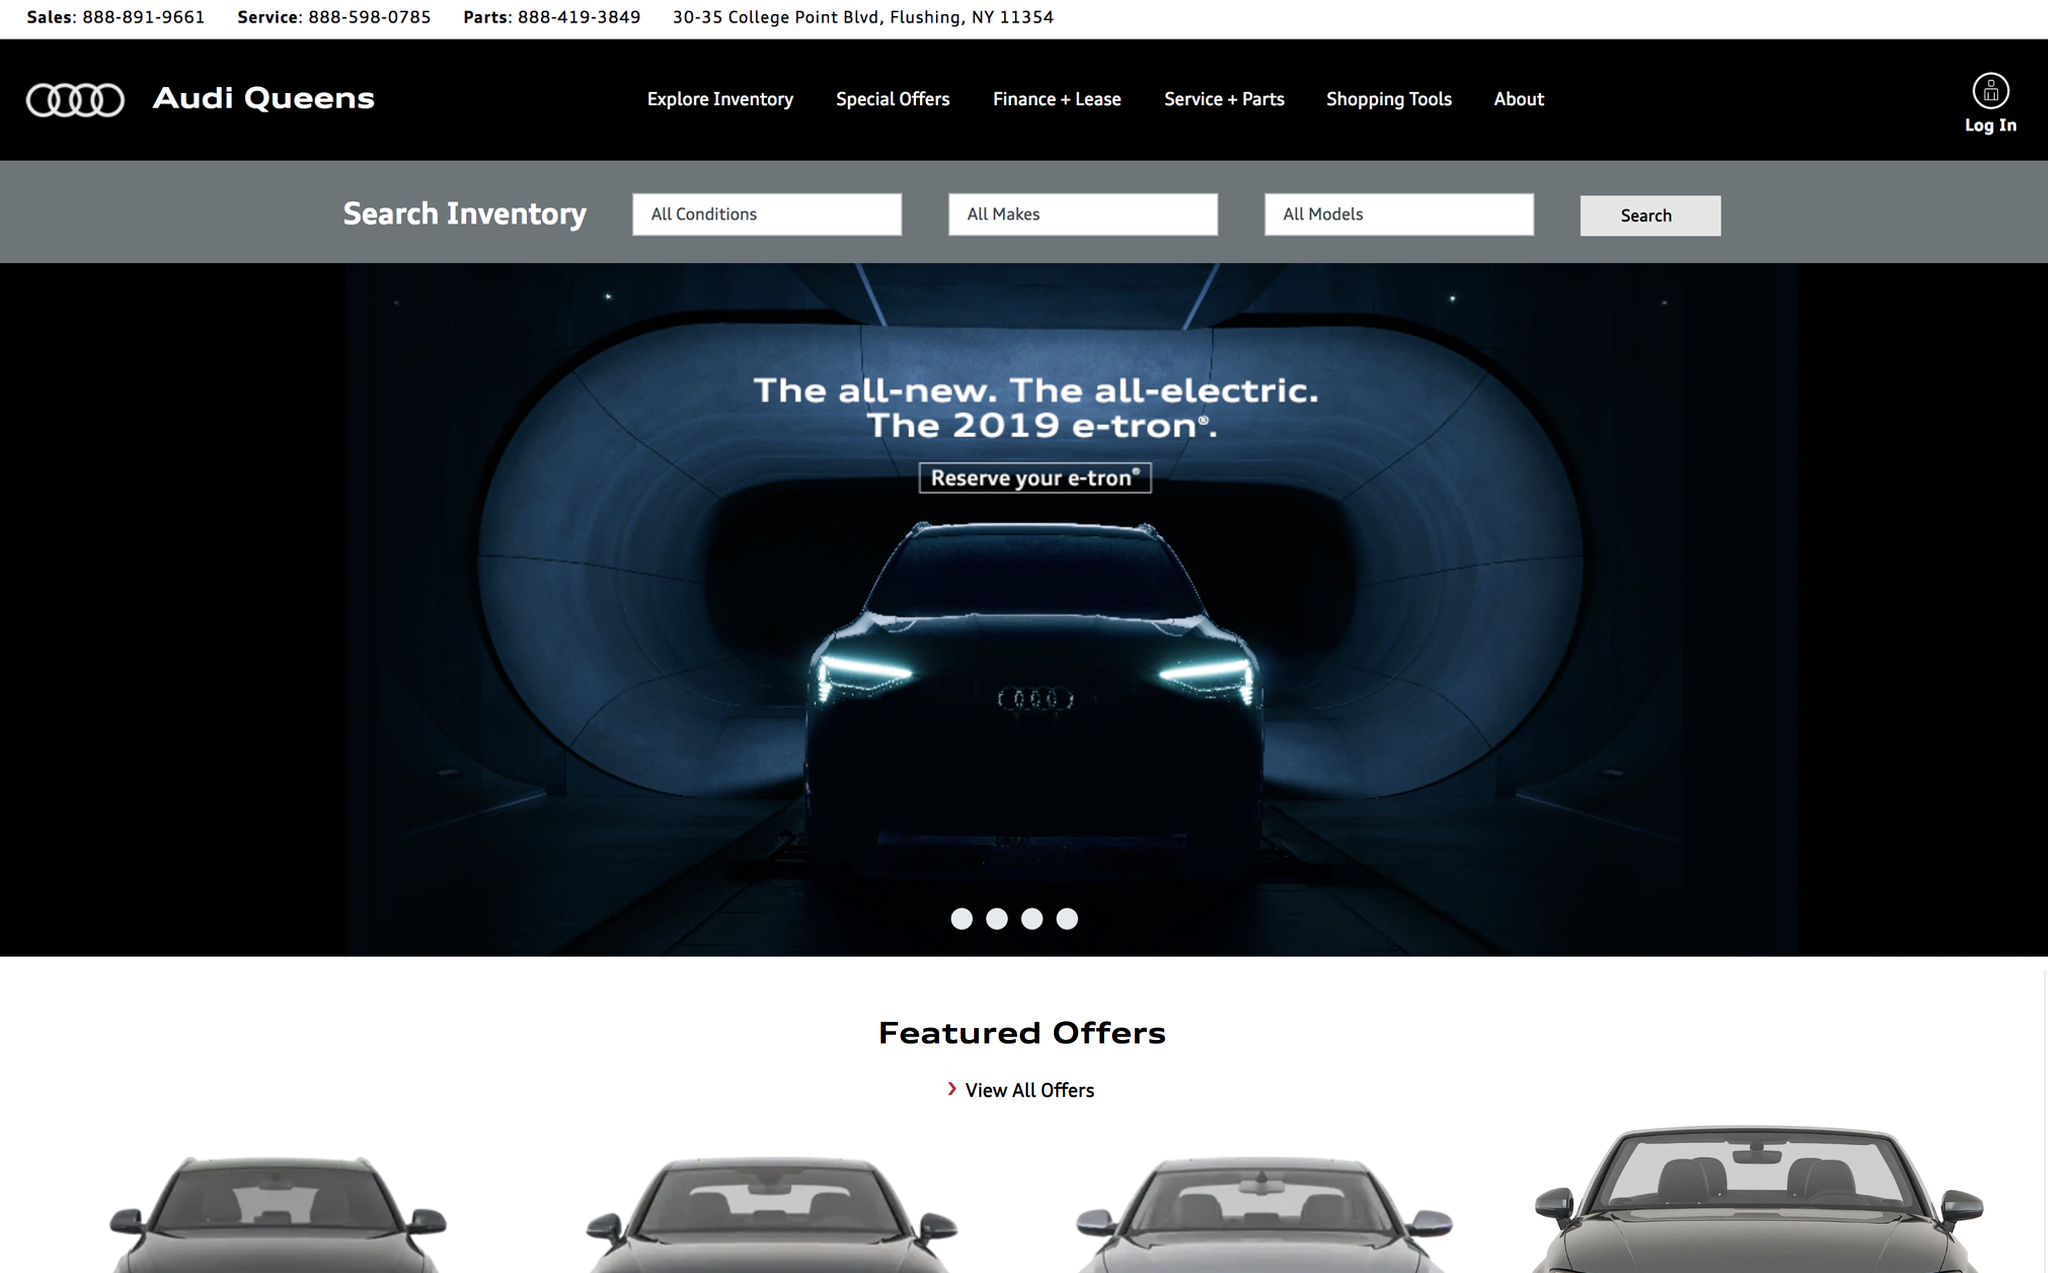 Sales: 888-891-9661 Service: 888-598-0785 Parts: 888-419-3849 30-35 College Point Blvd, Flushing, NY 11354
Audi Queens Explore Inventory Special Offers Finance + Lease Service + Parts Shopping Tools About
Log In
Search Inventory All Conditions All Makes All Models Search
The all-new. The all-electric.
The 2019 e-tron®.
Reserve your e-tron®
Featured Offers
› View All Offers